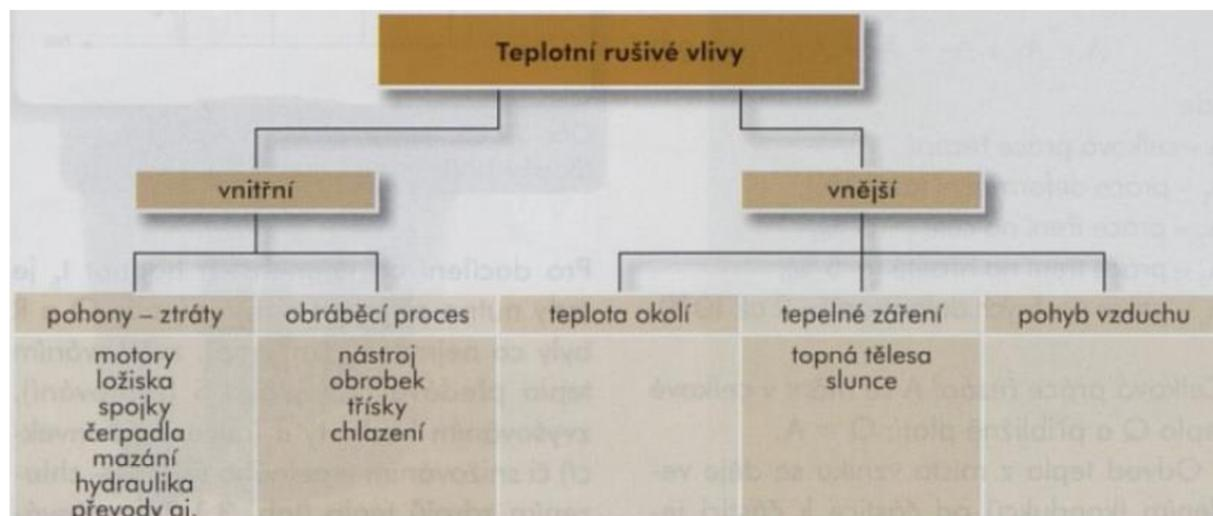 Teplotní rušivé vlivy
vnitřní
vnější
pohony – ztráty
obráběcí proces
teplota okolí
tepelné záření
pohyb vzduchu
motory
ložiska
spojky
čerpadla
mazání
hydraulika
převody aj.
nástroj
obrobek
třísky
chlazení
topná tělesa
slunce